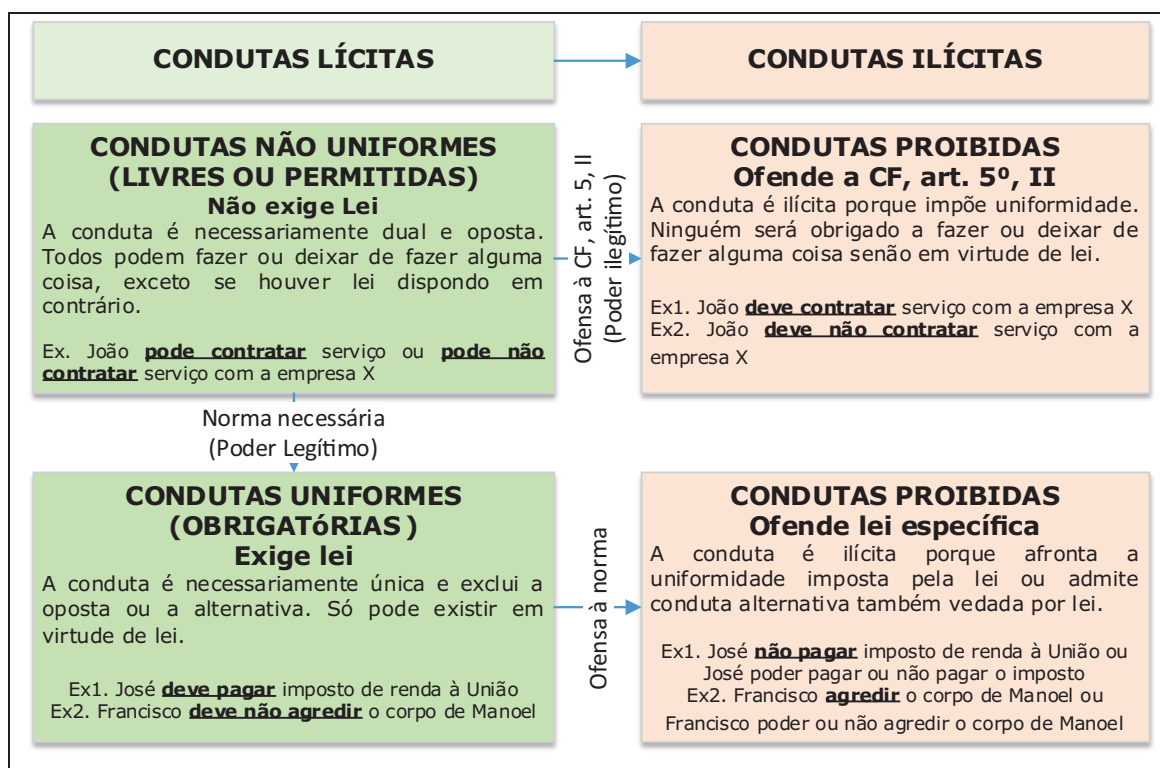 CONDUTAS LÍCITAS
CONDUTAS ILÍCITAS
CONDUTAS NÃO UNIFORMES
(LIVRES OU PERMITIDAS)
Não exige Lei
A conduta é necessariamente dual e oposta.
Todos podem fazer ou deixar de fazer alguma
coisa, exceto se houver lei dispondo em
contrário.
Ex. João pode contratar serviço ou pode não
contratar serviço com a empresa X
Ofensa à CF, art. 5, II
(Poder ilegítimo)
CONDUTAS PROIBIDAS
Ofende a CF, art. 5º, II
A conduta é ilícita porque impõe uniformidade.
Ninguém será obrigado a fazer ou deixar de
fazer alguma coisa senão em virtude de lei.
Ex1. João deve contratar serviço com a empresa X
Ex2. João deve não contratar serviço com a
empresa X
Norma necessária
(Poder Legítimo)
CONDUTAS UNIFORMES
(OBRIGATóRIAS)
Exige lei
A conduta é necessariamente única e exclui a
oposta ou a alternativa. Só pode existir em
virtude de lei.
Ex1. José deve pagar imposto de renda à União
Ex2. Francisco deve não agredir o corpo de Manoel
Ofensa à norma
CONDUTAS PROIBIDAS
Ofende lei específica
A conduta é ilícita porque afronta a
uniformidade imposta pela lei ou admite
conduta alternativa também vedada por lei.
Ex1. José não pagar imposto de renda à União ou
José poder pagar ou não pagar o imposto
Ex2. Francisco agredir o corpo de Manoel ou
Francisco poder ou não agredir o corpo de Manoel